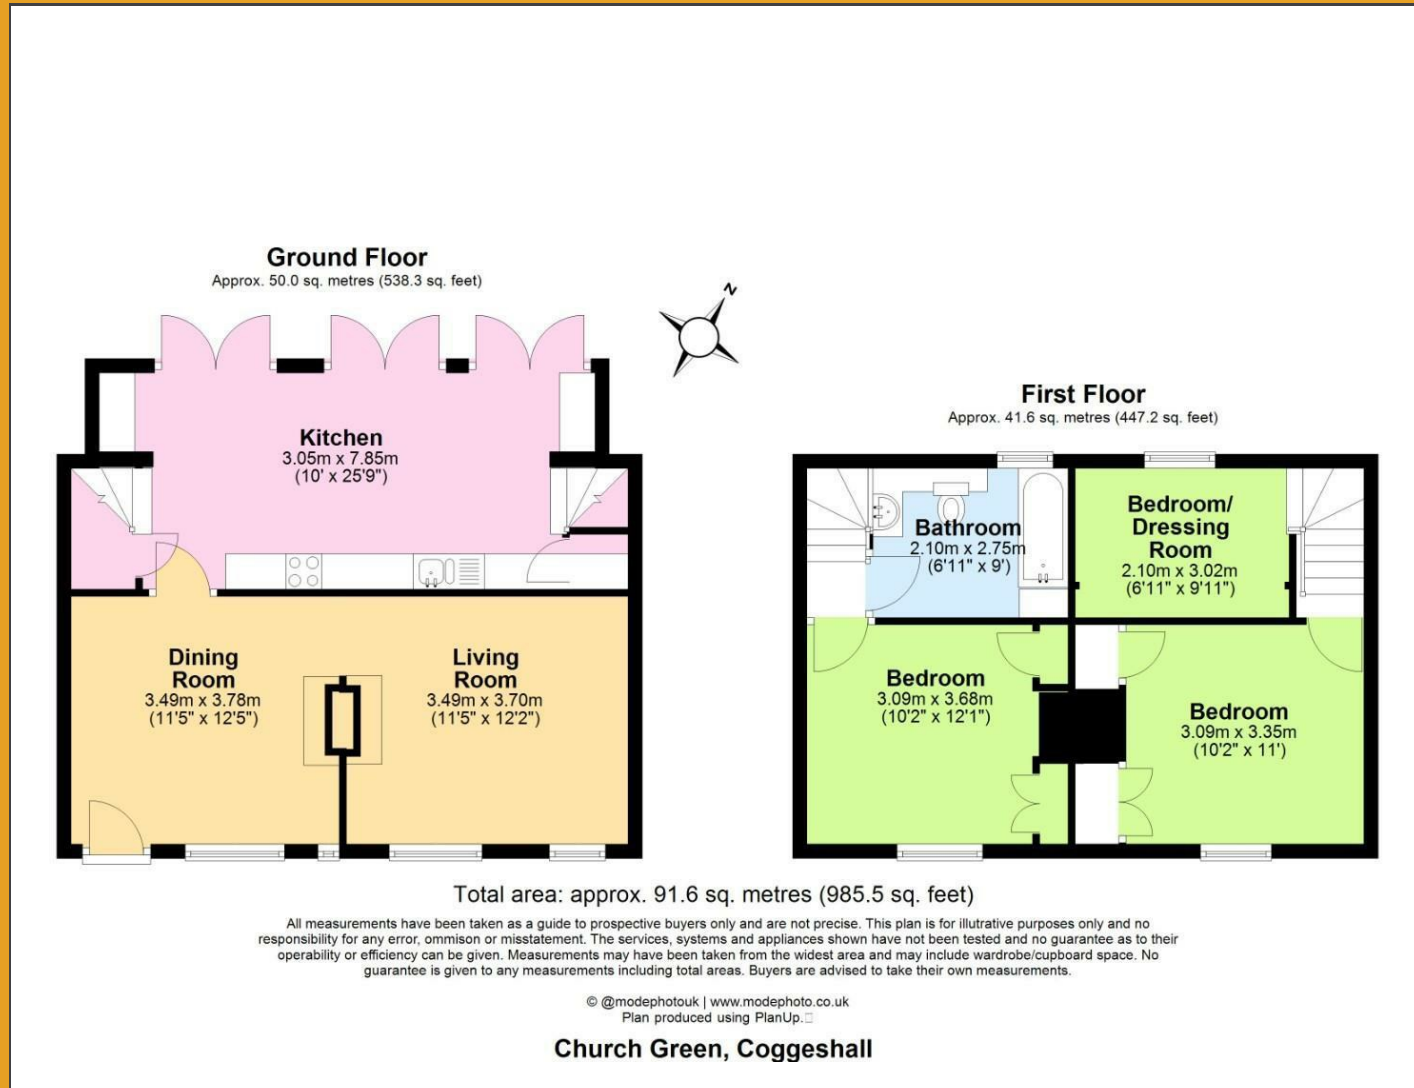 Ground Floor
Approx. 50.0 sq. metres (538.3 sq. feet)
N
Kitchen
3.05m x 7.85m
(10' x 25'9")
Dining
Room
3.49m x 3.78m
(11'5" x 12'5")
Living
Room
3.49m x 3.70m
(11'5" x 12'2")
First Floor
Approx. 41.6 sq. metres (447.2 sq. feet)
Bathroom
2.10m x 2.75m
(6'11" x 9')
Bedroom/
Dressing
Room
2.10m x 3.02m
(6'11" x 9'11")
Bedroom
3.09m x 3.68m
(10'2" x 12'1")
Bedroom
3.09m x 3.35m
(10'2" x 11')
Total area: approx. 91.6 sq. metres (985.5 sq. feet)
All measurements have been taken as a guide to prospective buyers only and are not precise. This plan is for illutrative purposes only and no
responsibility for any error, ommison or misstatement. The services, systems and appliances shown have not been tested and no guarantee as to their
operability or efficiency can be given. Measurements may have been taken from the widest area and may include wardrobe/cupboard space. No
guarantee is given to any measurements including total areas. Buyers are advised to take their own measurements.
© @modephotouk | www.modephoto.co.uk
Plan produced using PlanUp.
Church Green, Coggeshall